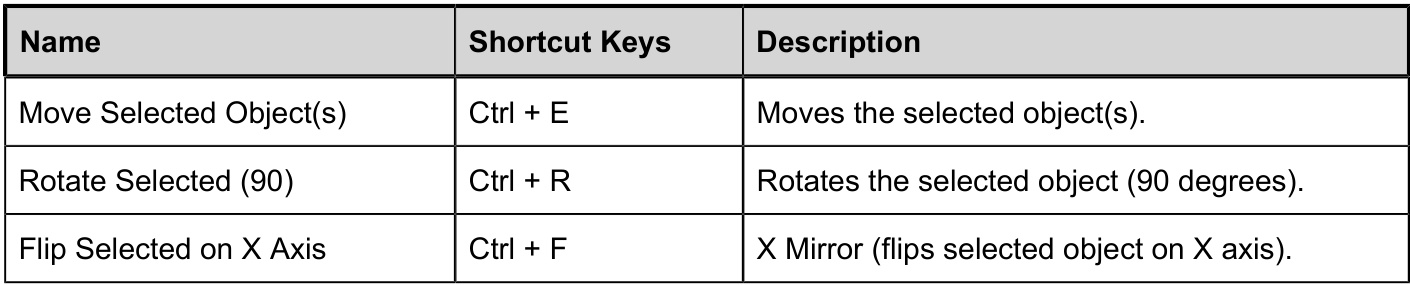 Name Shortcut Keys Description
Move Selected Object(s) Ctrl + E Moves the selected object(s).
Rotate Selected (90) Ctrl + R Rotates the selected object (90 degrees).
Flip Selected on X Axis Ctrl + F X Mirror (flips selected object on X axis).